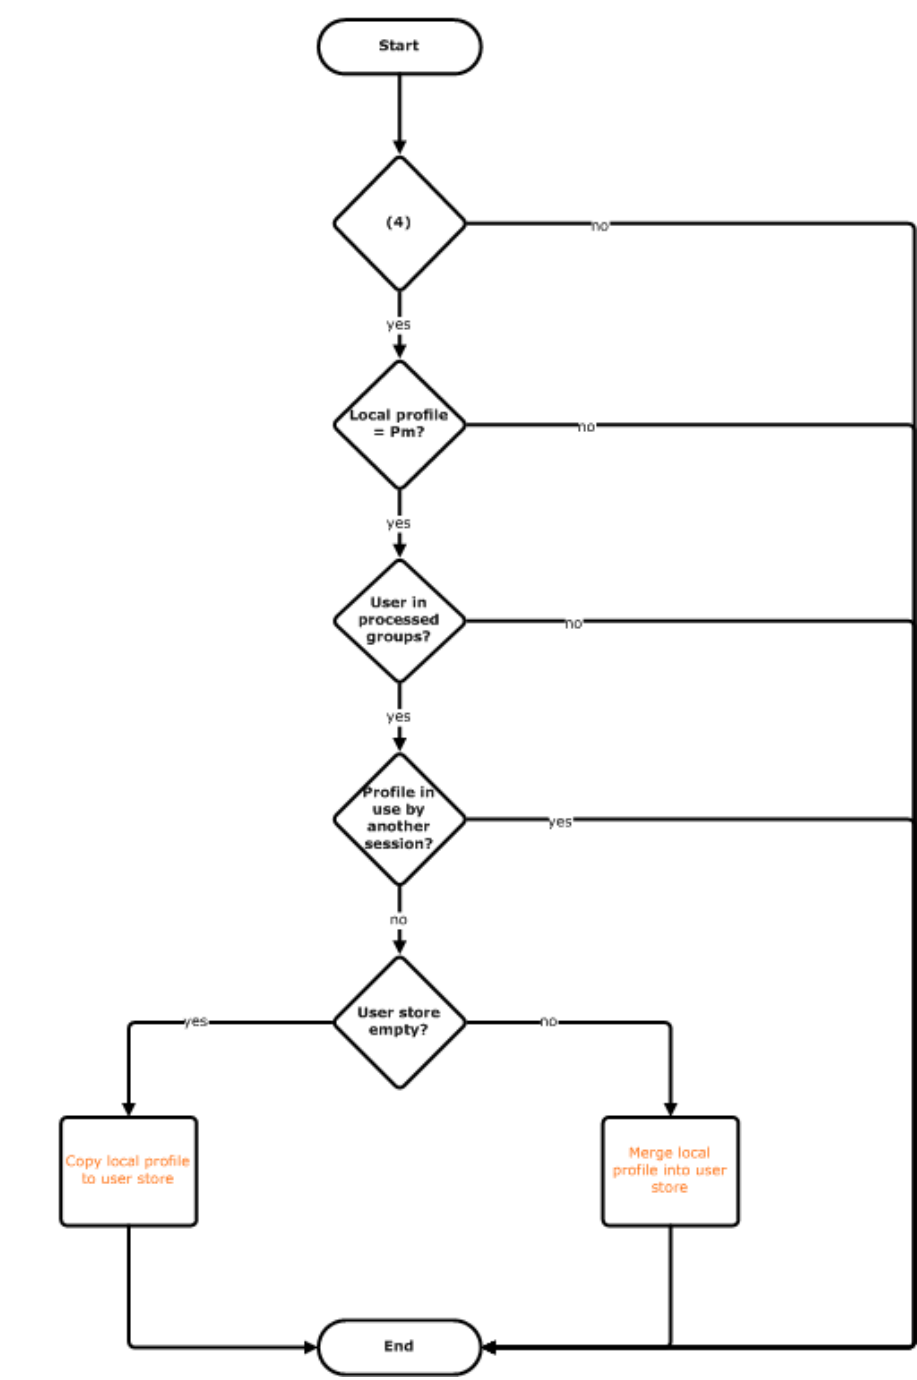 Start
(4)
no
yes
Local profile
= Pm?
no
yes
User in
processed
groups?
no
yes
Profile in
use by
another
session?
yes
no
User store
empty?
yes
no
Copy local profile
to user store
Merge local
profile into user
store
End